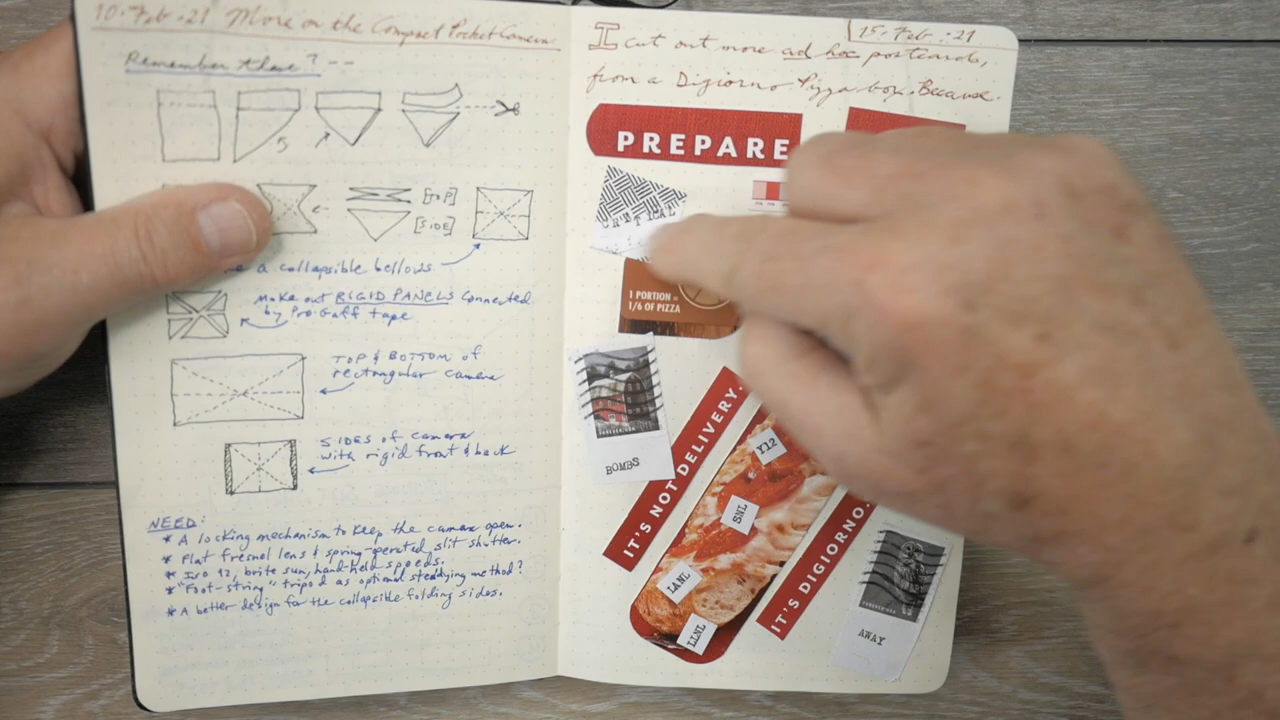 10·Feb·21 More on the Compact Pocket Camera
Remember these? --
5
[TOP]
[SIDE]
a collapsible bellows
Make out RIGID PANELS connected
by Pro Gaff tape
TOP & BOTTOM of
rectangular camera
SIDES of camera
with rigid front & back
NEED:
* A locking mechanism to keep the camera open.
* Flat fresnel lens & spring-operated slit shutter.
* ISO 12, brite sun, hand-held speeds.
* "Foot-string" tripod as optional steadying method?
* A better design for the collapsible folding sides.
15·Feb·21
I cut out more ad hoc postcards,
from a Digiorno Pizza box. Because.
PREPARE
CRITICAL
1 PORTION =
1/6 OF PIZZA
FOREVER/USA
BOMBS
IT'S NOT DELIVERY.
Y12
SNL
LANL
LLNL
IT'S DIGIORNO.
FOREVER/USA
AWAY